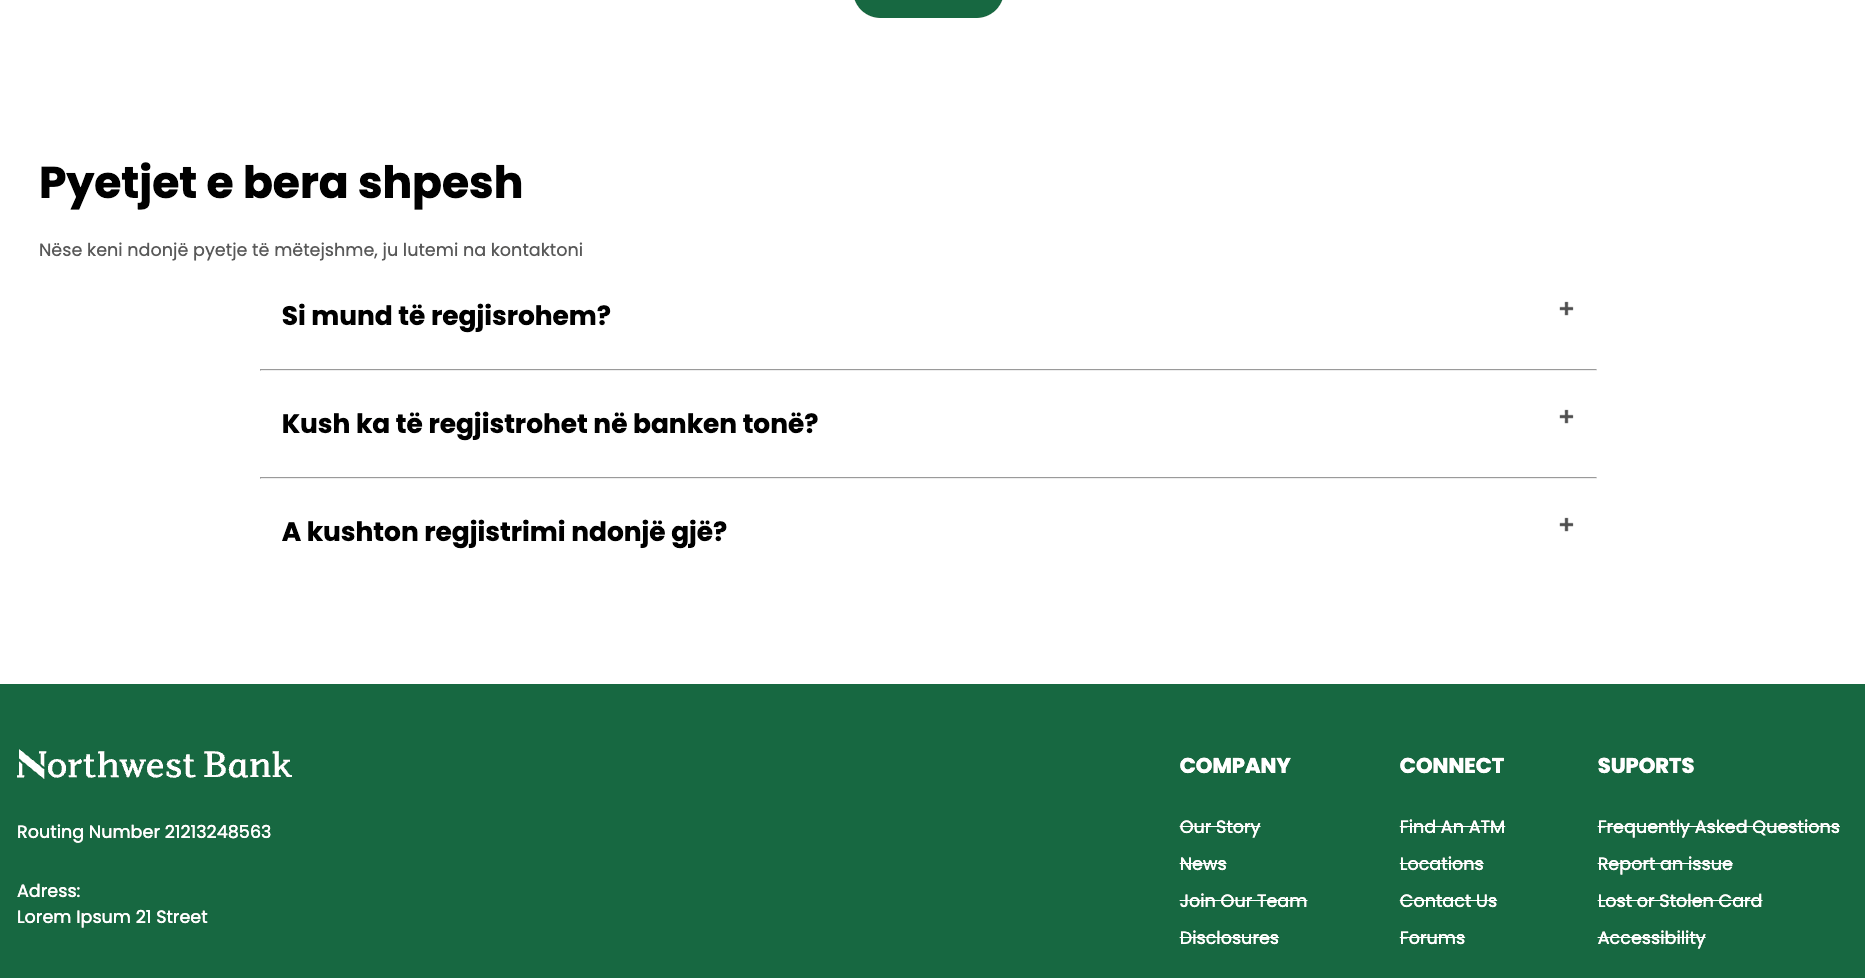 Pyetjet e bera shpesh
Nëse keni ndonjë pyetje të mëtejshme, ju lutemi na kontaktoni
Si mund të regjisrohem?
+
Kush ka të regjistrohet në banken tonë?
+
A kushton regjistrimi ndonjë gjë?
+
Northwest Bank
Routing Number 21213248563
Adress:
Lorem Ipsum 21 Street
COMPANY
Our Story
News
Join Our Team
Disclosures
CONNECT
Find An ATM
Locations
Contact Us
Forums
SUPORTS
Frequently Asked Questions
Report an issue
Lost or Stolen Card
Accessibility